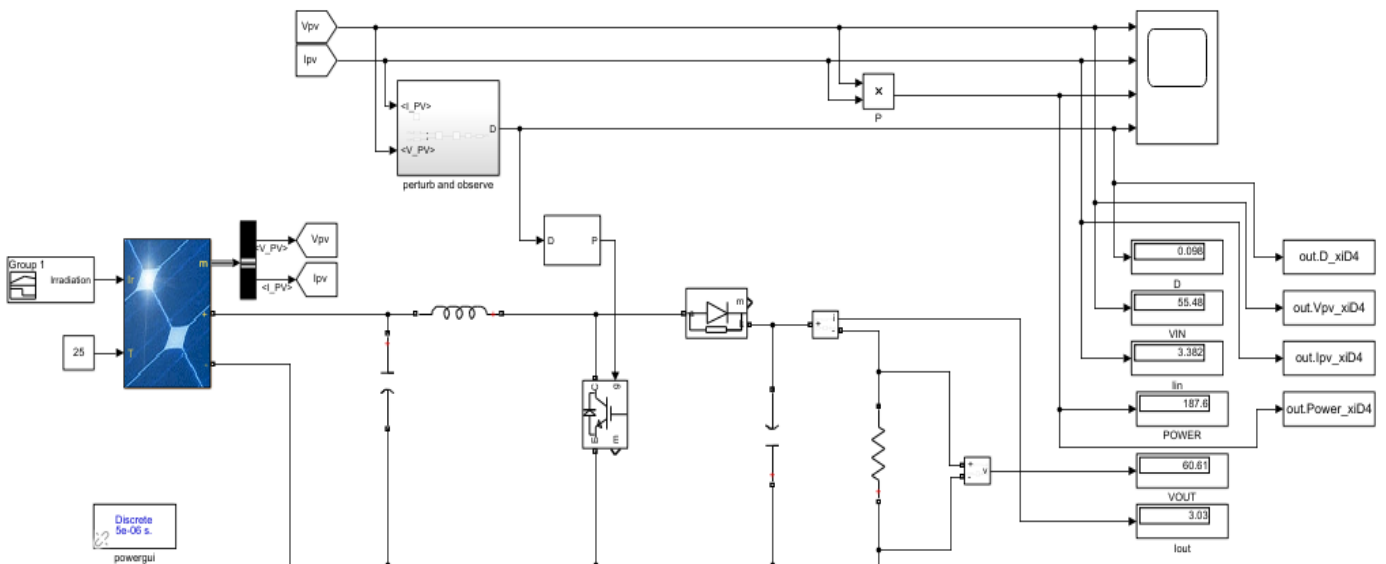 Vpv
Ipv
<I_PV>
<V_PV>
D
perturb and observe
×
P
D
P
Group 1
Irradiation
25
Ir
T
m
+
-
<V_PV>
<I_PV>
Vpv
Ipv
m
g
C
E
m
+
i
-
+
-
v
0.098
D
55.48
VIN
3.382
Iin
187.6
POWER
60.61
VOUT
3.03
Iout
out.D_xiD4
out.Vpv_xiD4
out.Ipv_xiD4
out.Power_xiD4
Discrete
5e-06 s.
powergui